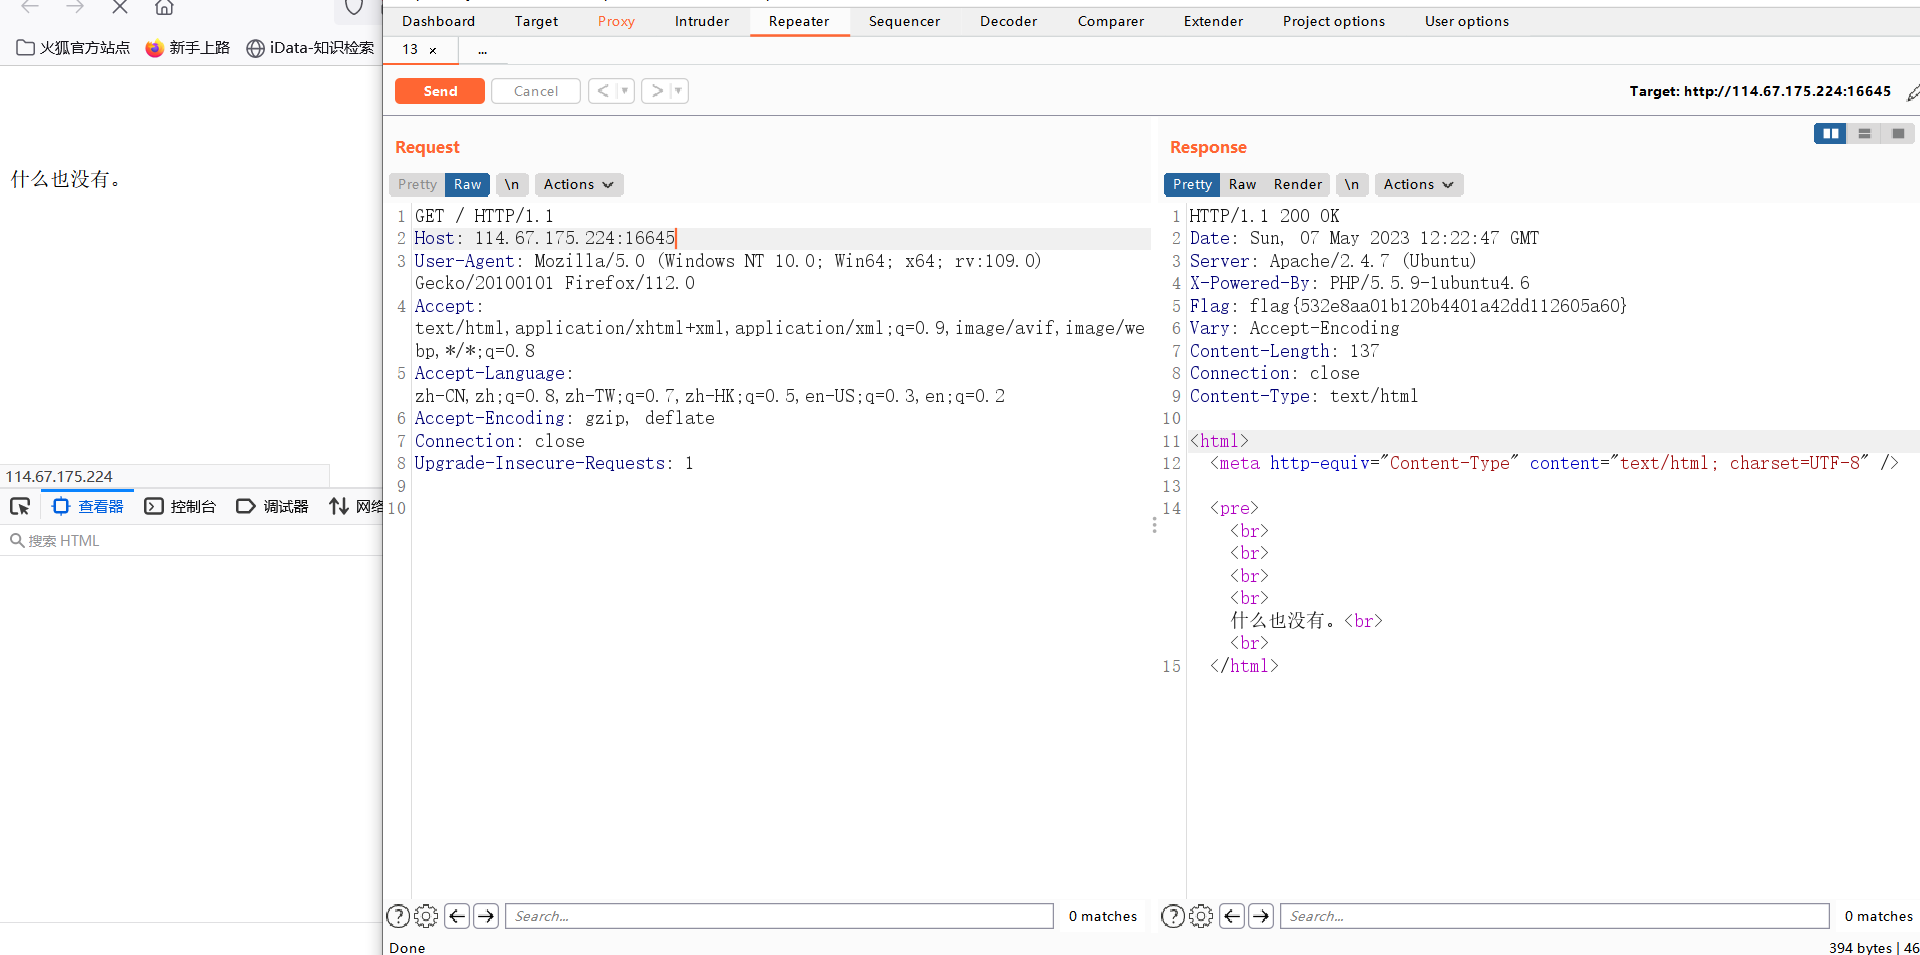 火狐官方站点 新手上路 iData-知识检索
什么也没有。
114.67.175.224
查看器 控制台 调试器 网络
搜索 HTML
Dashboard Target Proxy Intruder Repeater Sequencer Decoder Comparer Extender Project options User options
13 × ...
Send Cancel < > Target: http://114.67.175.224:16645
Request
Pretty Raw \n Actions
1 GET / HTTP/1.1
2 Host: 114.67.175.224:16645
3 User-Agent: Mozilla/5.0 (Windows NT 10.0; Win64; x64; rv:109.0)
Gecko/20100101 Firefox/112.0
4 Accept:
text/html,application/xhtml+xml,application/xml;q=0.9,image/avif,image/we
bp,*/*;q=0.8
5 Accept-Language:
zh-CN,zh;q=0.8,zh-TW;q=0.7,zh-HK;q=0.5,en-US;q=0.3,en;q=0.2
6 Accept-Encoding: gzip, deflate
7 Connection: close
8 Upgrade-Insecure-Requests: 1
9
10
Search... 0 matches
Done
Response
Pretty Raw Render \n Actions
1 HTTP/1.1 200 OK
2 Date: Sun, 07 May 2023 12:22:47 GMT
3 Server: Apache/2.4.7 (Ubuntu)
4 X-Powered-By: PHP/5.5.9-1ubuntu4.6
5 Flag: flag{532e8aa01b120b4401a42dd112605a60}
6 Vary: Accept-Encoding
7 Content-Length: 137
8 Connection: close
9 Content-Type: text/html
10
11 <html>
12 <meta http-equiv="Content-Type" content="text/html; charset=UTF-8" />
13
14 <pre>
<br>
<br>
<br>
<br>
什么也没有。<br>
<br>
15 </html>
Search... 0 matches
394 bytes | 46